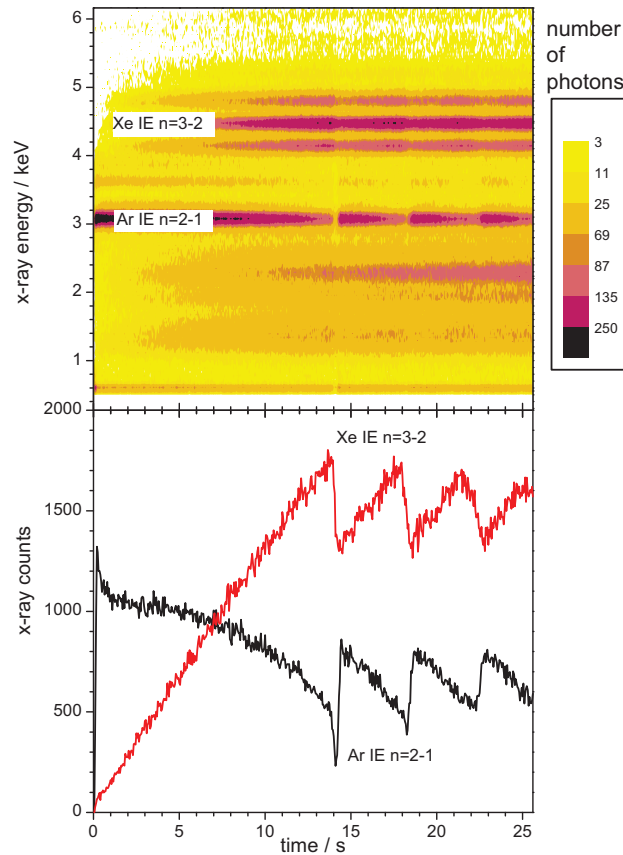 number
of
photons
3
11
25
69
87
135
250
x-ray energy / keV
6
5
4
3
2
1
Xe IE n=3-2
Ar IE n=2-1
x-ray counts
2000
1500
1000
500
0
Xe IE n=3-2
Ar IE n=2-1
0 5 10 15 20 25
time / s